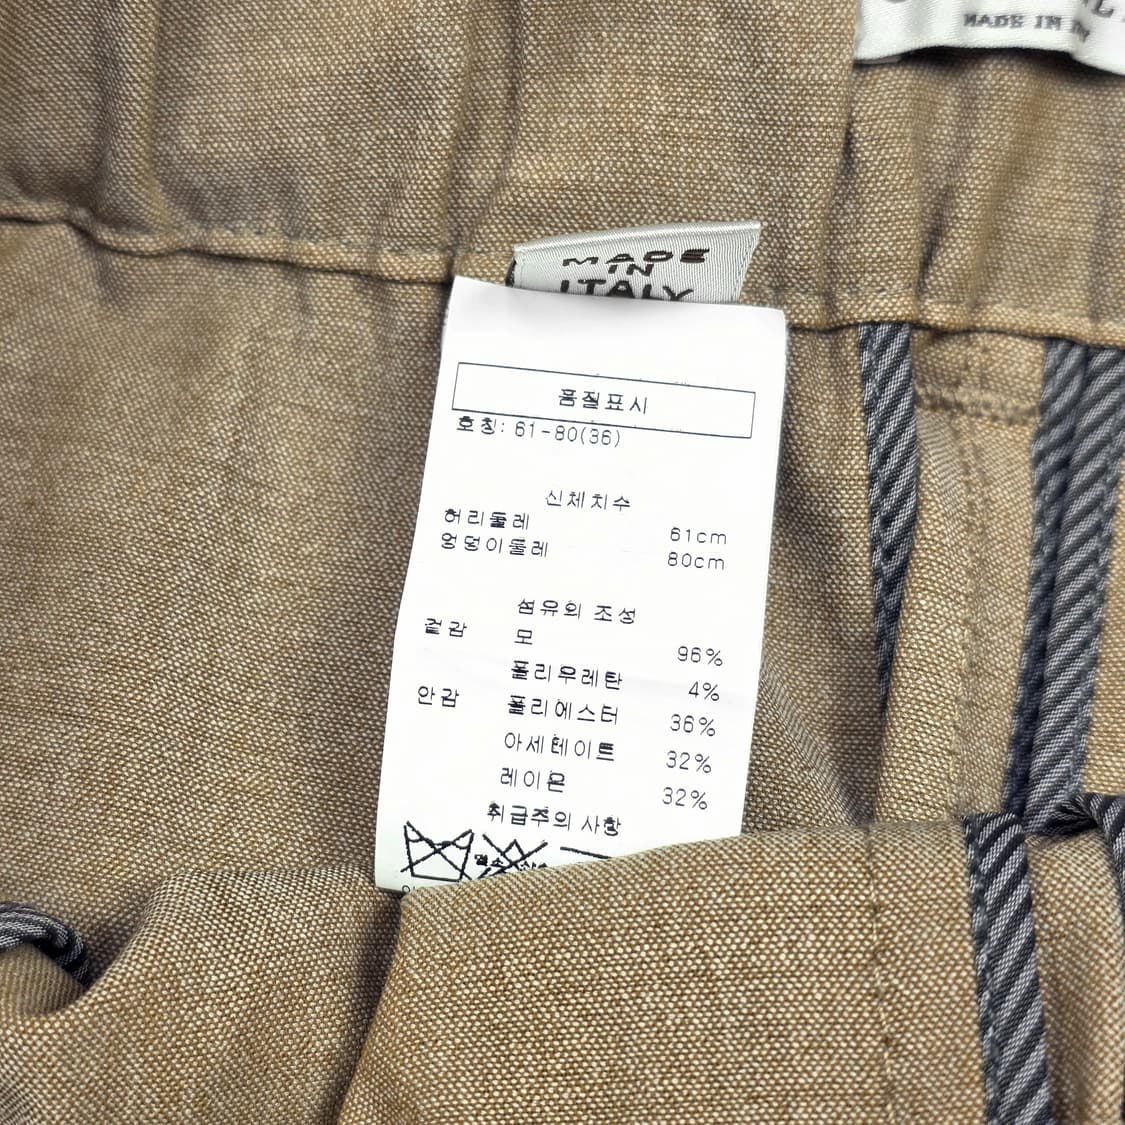 MADE IN
MADE
IN
ITALY
품질표시
호칭: 61-80(36)
신체치수
허리둘레 61cm
엉덩이둘레 80cm
섬유의 조성
겉감 모 96%
폴리우레탄 4%
안감 폴리에스터 36%
아세테이트 32%
레이온 32%
취급주의 사항